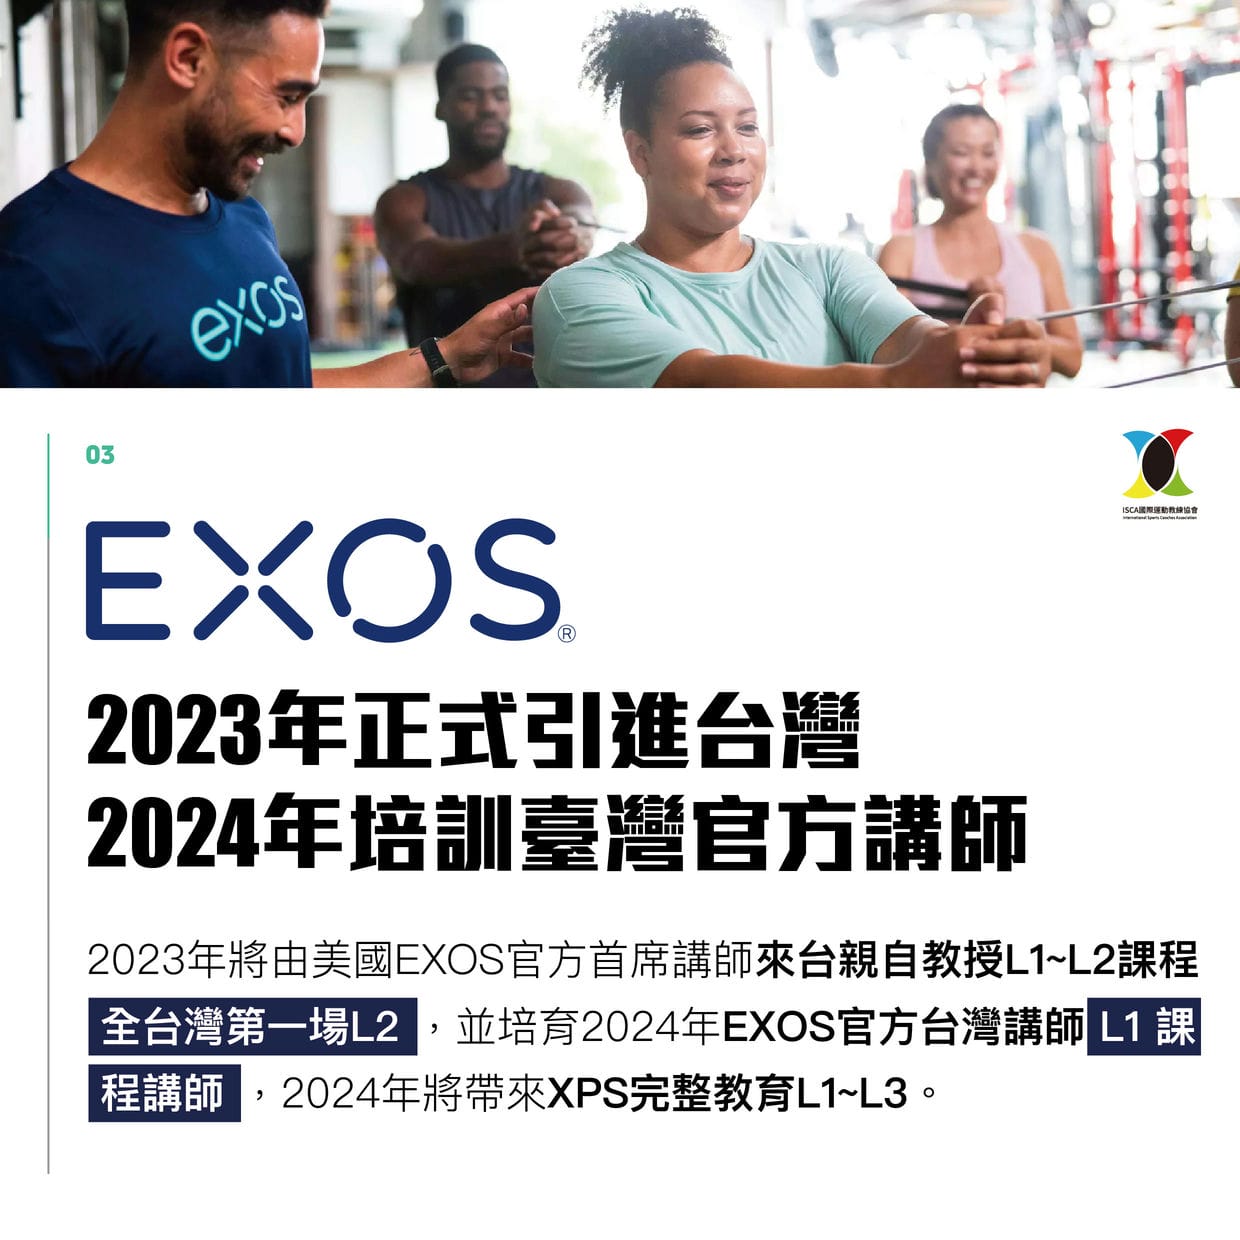 exos
03
ISCA國際運動教練協會
International Sports Coaches Association
EXOS®
2023年正式引進台灣
2024年培訓臺灣官方講師
2023年將由美國EXOS官方首席講師來台親自教授L1~L2課程
全台灣第一場L2，並培育2024年EXOS官方台灣講師 L1 課
程講師，2024年將帶來XPS完整教育L1~L3。